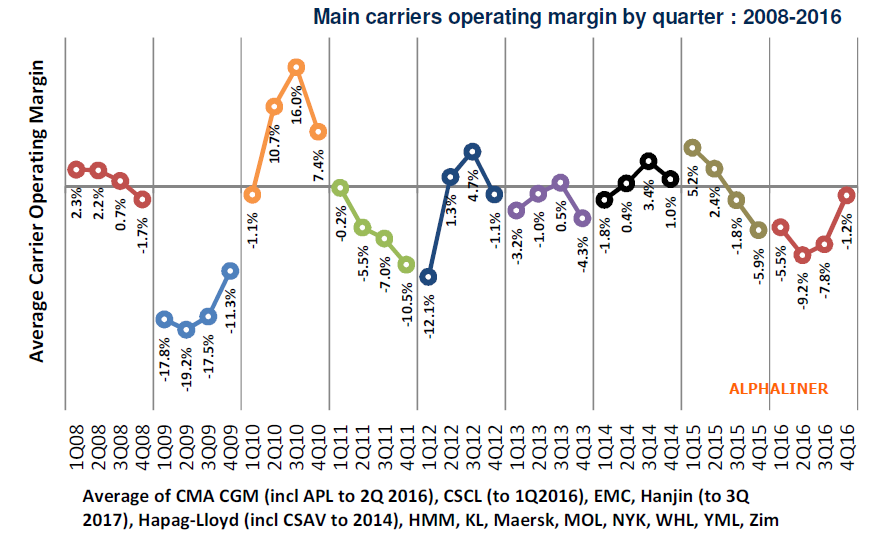 Main carriers operating margin by quarter : 2008-2016
Average Carrier Operating Margin
2.3%
2.2%
0.7%
-1.7%
-17.8%
-19.2%
-17.5%
-11.3%
-1.1%
10.7%
16.0%
7.4%
-0.2%
-5.5%
-7.0%
-10.5%
-12.1%
1.3%
4.7%
-1.1%
-3.2%
-1.0%
0.5%
-4.3%
-1.8%
0.4%
3.4%
1.0%
5.2%
2.4%
-1.8%
-5.9%
-5.5%
-9.2%
-7.8%
-1.2%
ALPHALINER
1Q08
2Q08
3Q08
4Q08
1Q09
2Q09
3Q09
4Q09
1Q10
2Q10
3Q10
4Q10
1Q11
2Q11
3Q11
4Q11
1Q12
2Q12
3Q12
4Q12
1Q13
2Q13
3Q13
4Q13
1Q14
2Q14
3Q14
4Q14
1Q15
2Q15
3Q15
4Q15
1Q16
2Q16
3Q16
4Q16
Average of CMA CGM (incl APL to 2Q 2016), CSCL (to 1Q2016), EMC, Hanjin (to 3Q
2017), Hapag-Lloyd (incl CSAV to 2014), HMM, KL, Maersk, MOL, NYK, WHL, YML, Zim